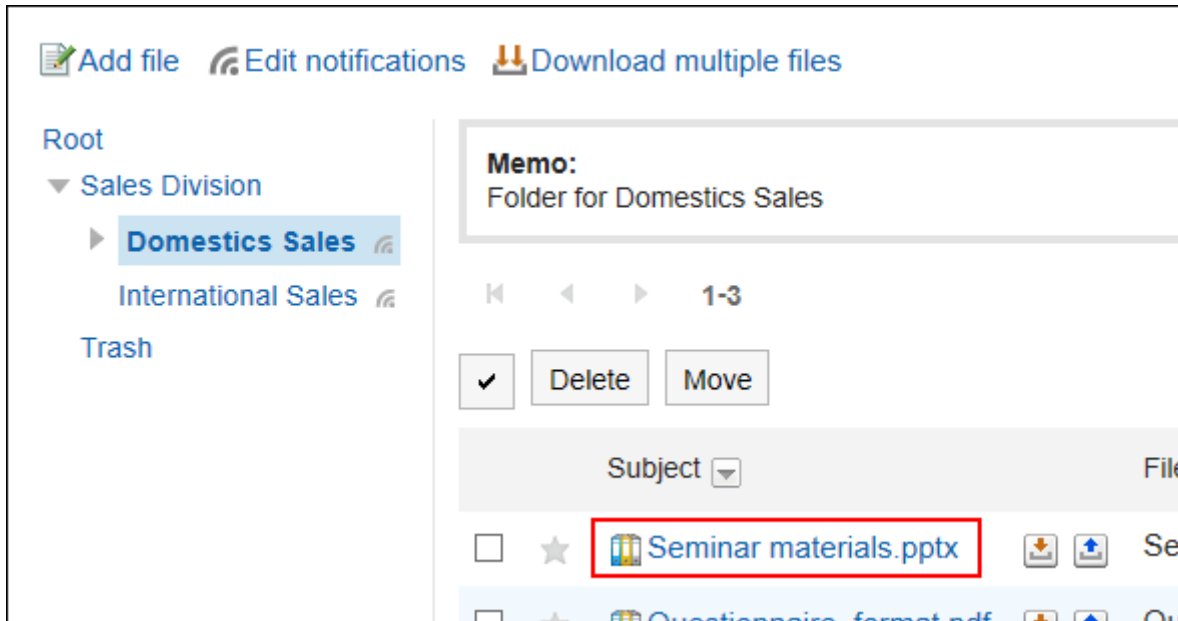 Add file Edit notifications Download multiple files
Root
Sales Division
Domestics Sales
International Sales
Trash
Memo:
Folder for Domestics Sales
1-3
Delete Move
Subject
Seminar materials.pptx